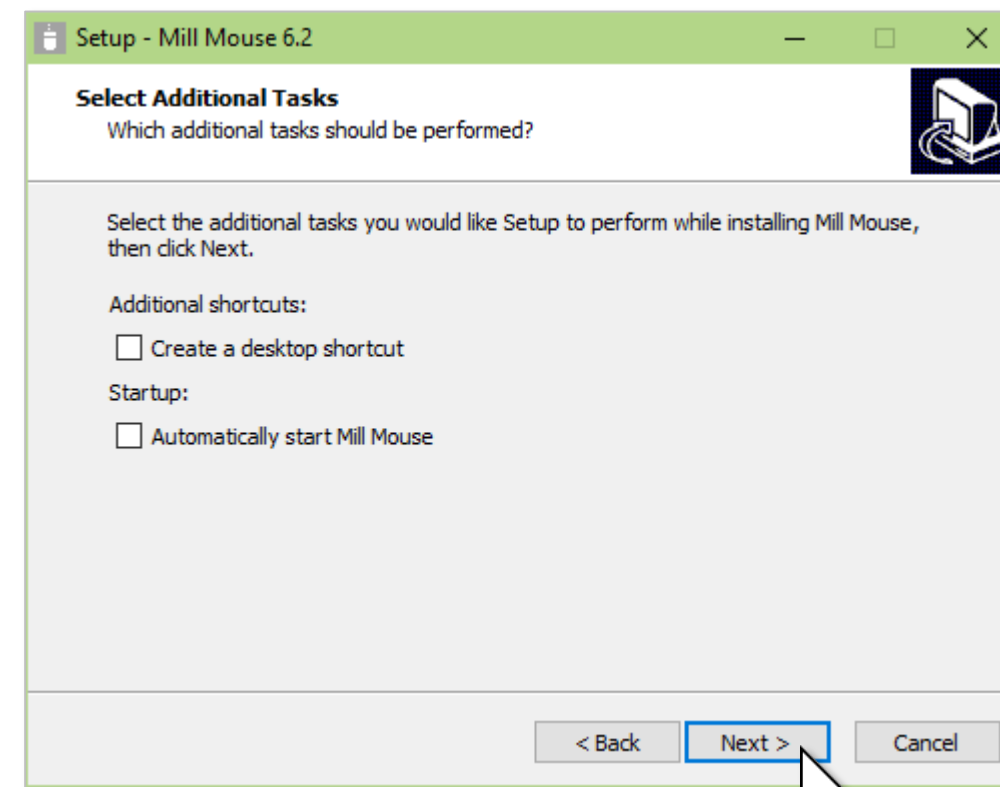 Setup - Mill Mouse 6.2
Select Additional Tasks
Which additional tasks should be performed?
Select the additional tasks you would like Setup to perform while installing Mill Mouse,
then click Next.
Additional shortcuts:
Create a desktop shortcut
Startup:
Automatically start Mill Mouse
< Back Next > Cancel